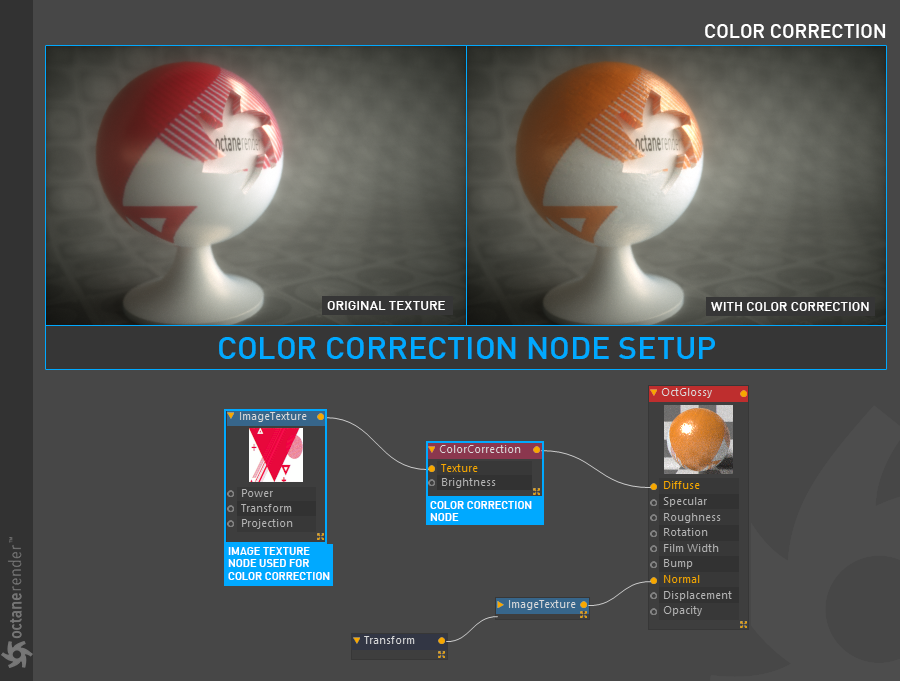 COLOR CORRECTION
octanerender
octanerender
ORIGINAL TEXTURE
WITH COLOR CORRECTION
COLOR CORRECTION NODE SETUP
ImageTexture
Power
Transform
Projection
IMAGE TEXTURE
NODE USED FOR
COLOR CORRECTION
ColorCorrection
Texture
Brightness
COLOR CORRECTION
NODE
OctGlossy
Diffuse
Specular
Roughness
Rotation
Film Width
Bump
Normal
Displacement
Opacity
ImageTexture
Transform
octanerender™